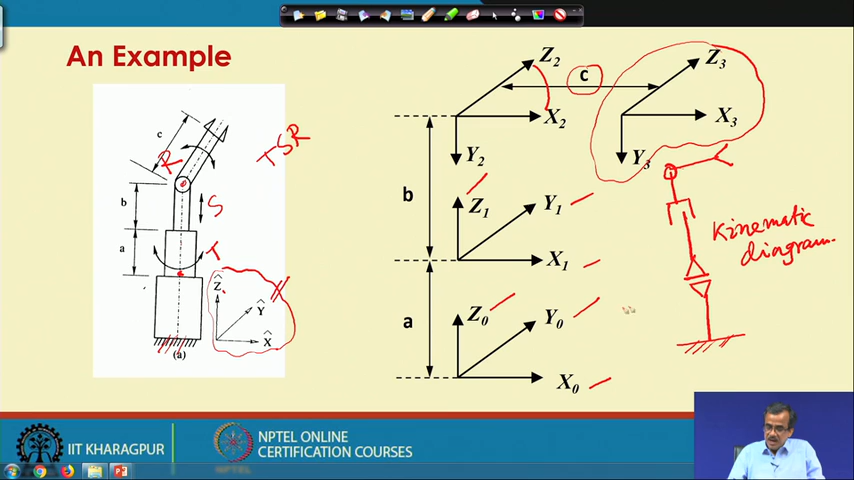 An Example
c
R
TSR
b
S
a
T
Ẑ
Ŷ
X̂
(a)
Z2
c
Z3
X2
X3
Y2
Y3
b
Z1
Y1
X1
a
Z0
Y0
X0
Kinematic
diagram.
IIT KHARAGPUR
NPTEL ONLINE
CERTIFICATION COURSES
NPTEL